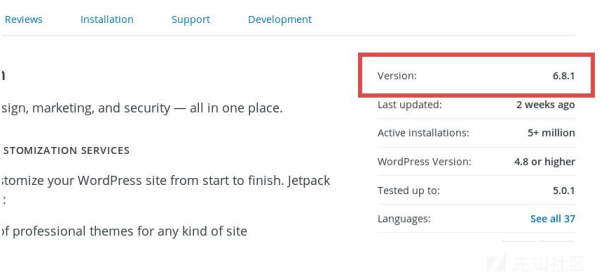 Reviews Installation Support Development
sign, marketing, and security — all in one place.
STOMIZATION SERVICES
stomize your WordPress site from start to finish. Jetpack
:
of professional themes for any kind of site
Version: 6.8.1
Last updated: 2 weeks ago
Active installations: 5+ million
WordPress Version: 4.8 or higher
Tested up to: 5.0.1
Languages: See all 37
先知社区